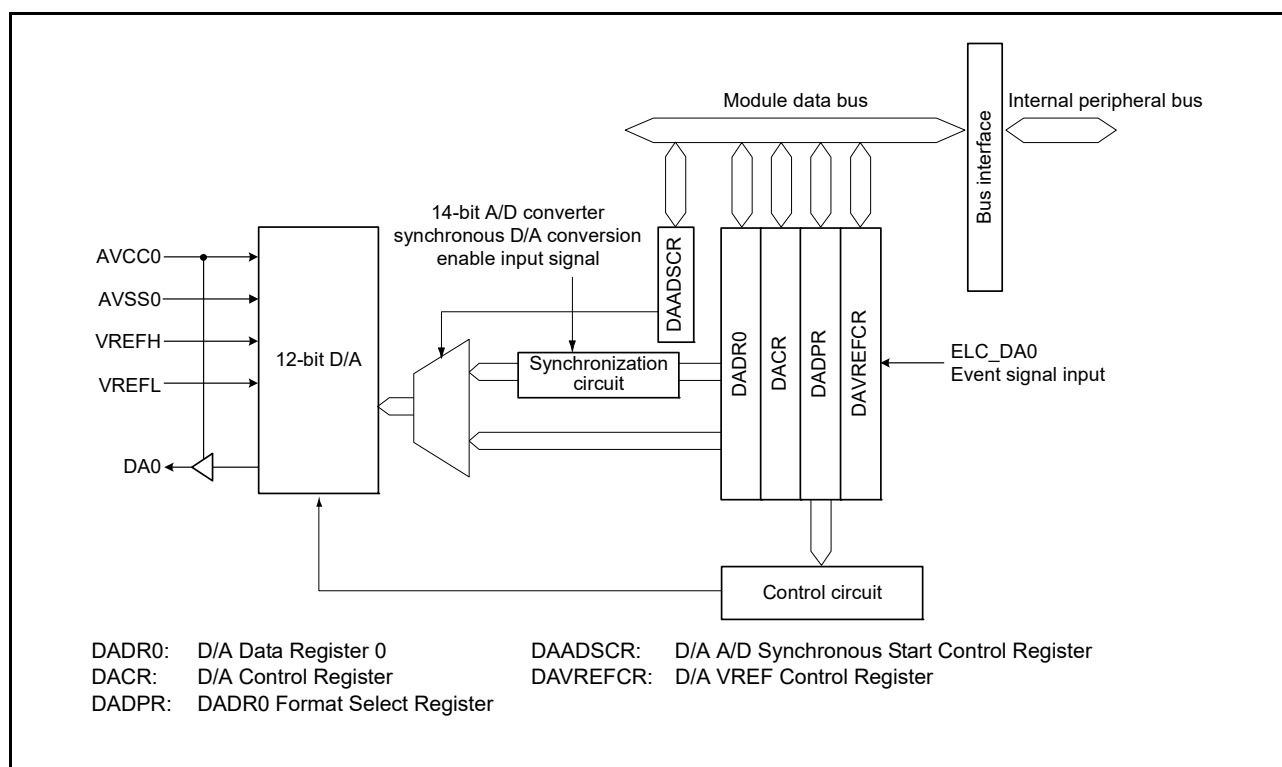 Module data bus
Internal peripheral bus
Bus interface
14-bit A/D converter
synchronous D/A conversion
enable input signal
AVCC0
AVSS0
VREFH
VREFL
DA0
12-bit D/A
Synchronization
circuit
DAADSCR
DADR0
DACR
DADPR
DAVREFCR
ELC_DA0
Event signal input
Control circuit
DADR0: D/A Data Register 0
DACR: D/A Control Register
DADPR: DADR0 Format Select Register
DAADSCR: D/A A/D Synchronous Start Control Register
DAVREFCR: D/A VREF Control Register